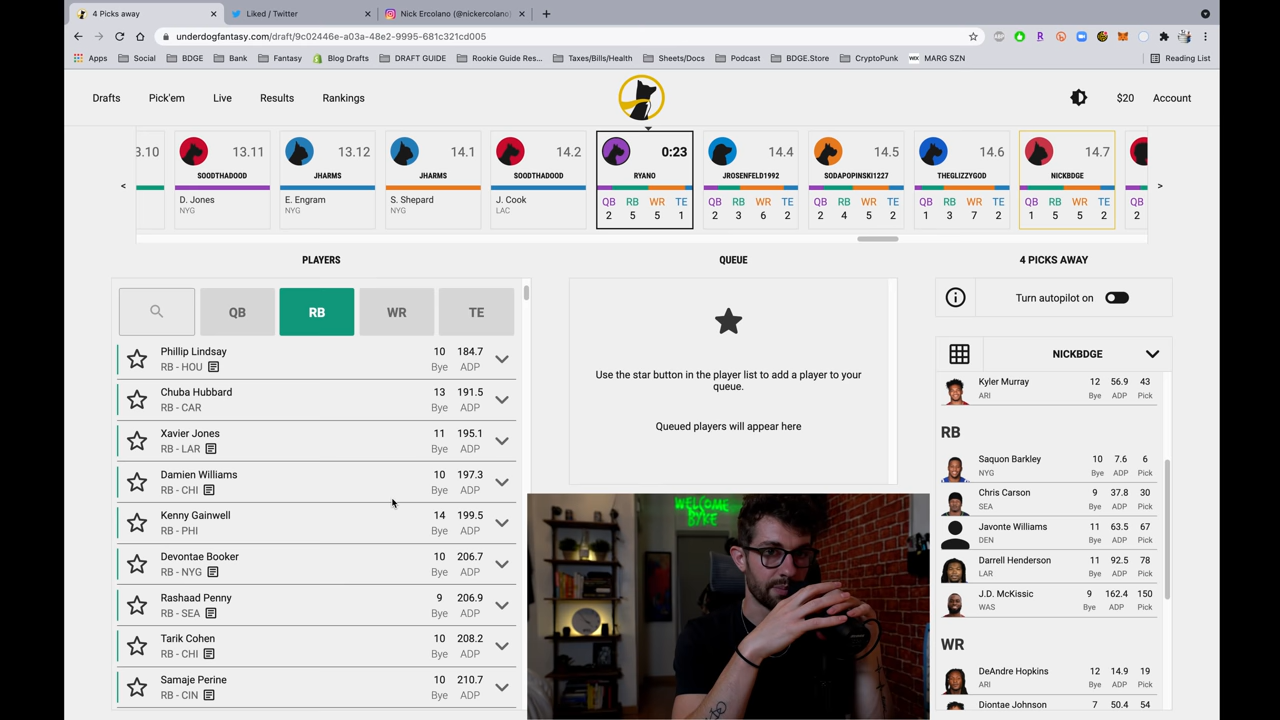 4 Picks away
Liked / Twitter
Nick Ercolano (@nickercolano)
underdogfantasy.com/draft/9c02446e-a03a-48e2-9995-681c321cd005
Apps
Social
BDGE
Bank
Fantasy
Blog Drafts
DRAFT GUIDE
Rookie Guide Res...
Taxes/Bills/Health
Sheets/Docs
Podcast
BDGE.Store
CryptoPunk
WIX MARG SZN
Reading List
Drafts
Pick'em
Live
Results
Rankings
$20
Account
3.10
13.11
SOODTHADOOD
D. Jones
NYG
13.12
JHARMS
E. Engram
NYG
14.1
JHARMS
S. Shepard
NYG
14.2
SOODTHADOOD
J. Cook
LAC
0:23
RYANO
QB RB WR TE
2 5 5 1
14.4
JROSENFELD1992
QB RB WR TE
2 3 6 2
14.5
SODAPOPINSKI1227
QB RB WR TE
2 4 5 2
14.6
THEGLIZZYGOD
QB RB WR TE
1 3 7 2
14.7
NICKBDGE
QB RB WR TE
1 5 5 2
QB
2
< >
PLAYERS
QB
RB
WR
TE
Phillip Lindsay 10 184.7
RB - HOU Bye ADP
Chuba Hubbard 13 191.5
RB - CAR Bye ADP
Xavier Jones 11 195.1
RB - LAR Bye ADP
Damien Williams 10 197.3
RB - CHI Bye ADP
Kenny Gainwell 14 199.5
RB - PHI Bye ADP
Devontae Booker 10 206.7
RB - NYG Bye ADP
Rashaad Penny 9 206.9
RB - SEA Bye ADP
Tarik Cohen 10 208.2
RB - CHI Bye ADP
Samaje Perine 10 210.7
RB - CIN Bye ADP
QUEUE
Use the star button in the player list to add a player to your
queue.
Queued players will appear here
WELCOME
4 PICKS AWAY
Turn autopilot on
NICKBDGE
Kyler Murray 12 56.9 43
ARI Bye ADP Pick
RB
Saquon Barkley 10 7.6 6
NYG Bye ADP Pick
Chris Carson 9 37.8 30
SEA Bye ADP Pick
Javonte Williams 11 63.5 67
DEN Bye ADP Pick
Darrell Henderson 11 92.5 78
LAR Bye ADP Pick
J.D. McKissic 9 162.4 150
WAS Bye ADP Pick
WR
DeAndre Hopkins 12 14.9 19
ARI Bye ADP Pick
Diontae Johnson 7 50.4 54